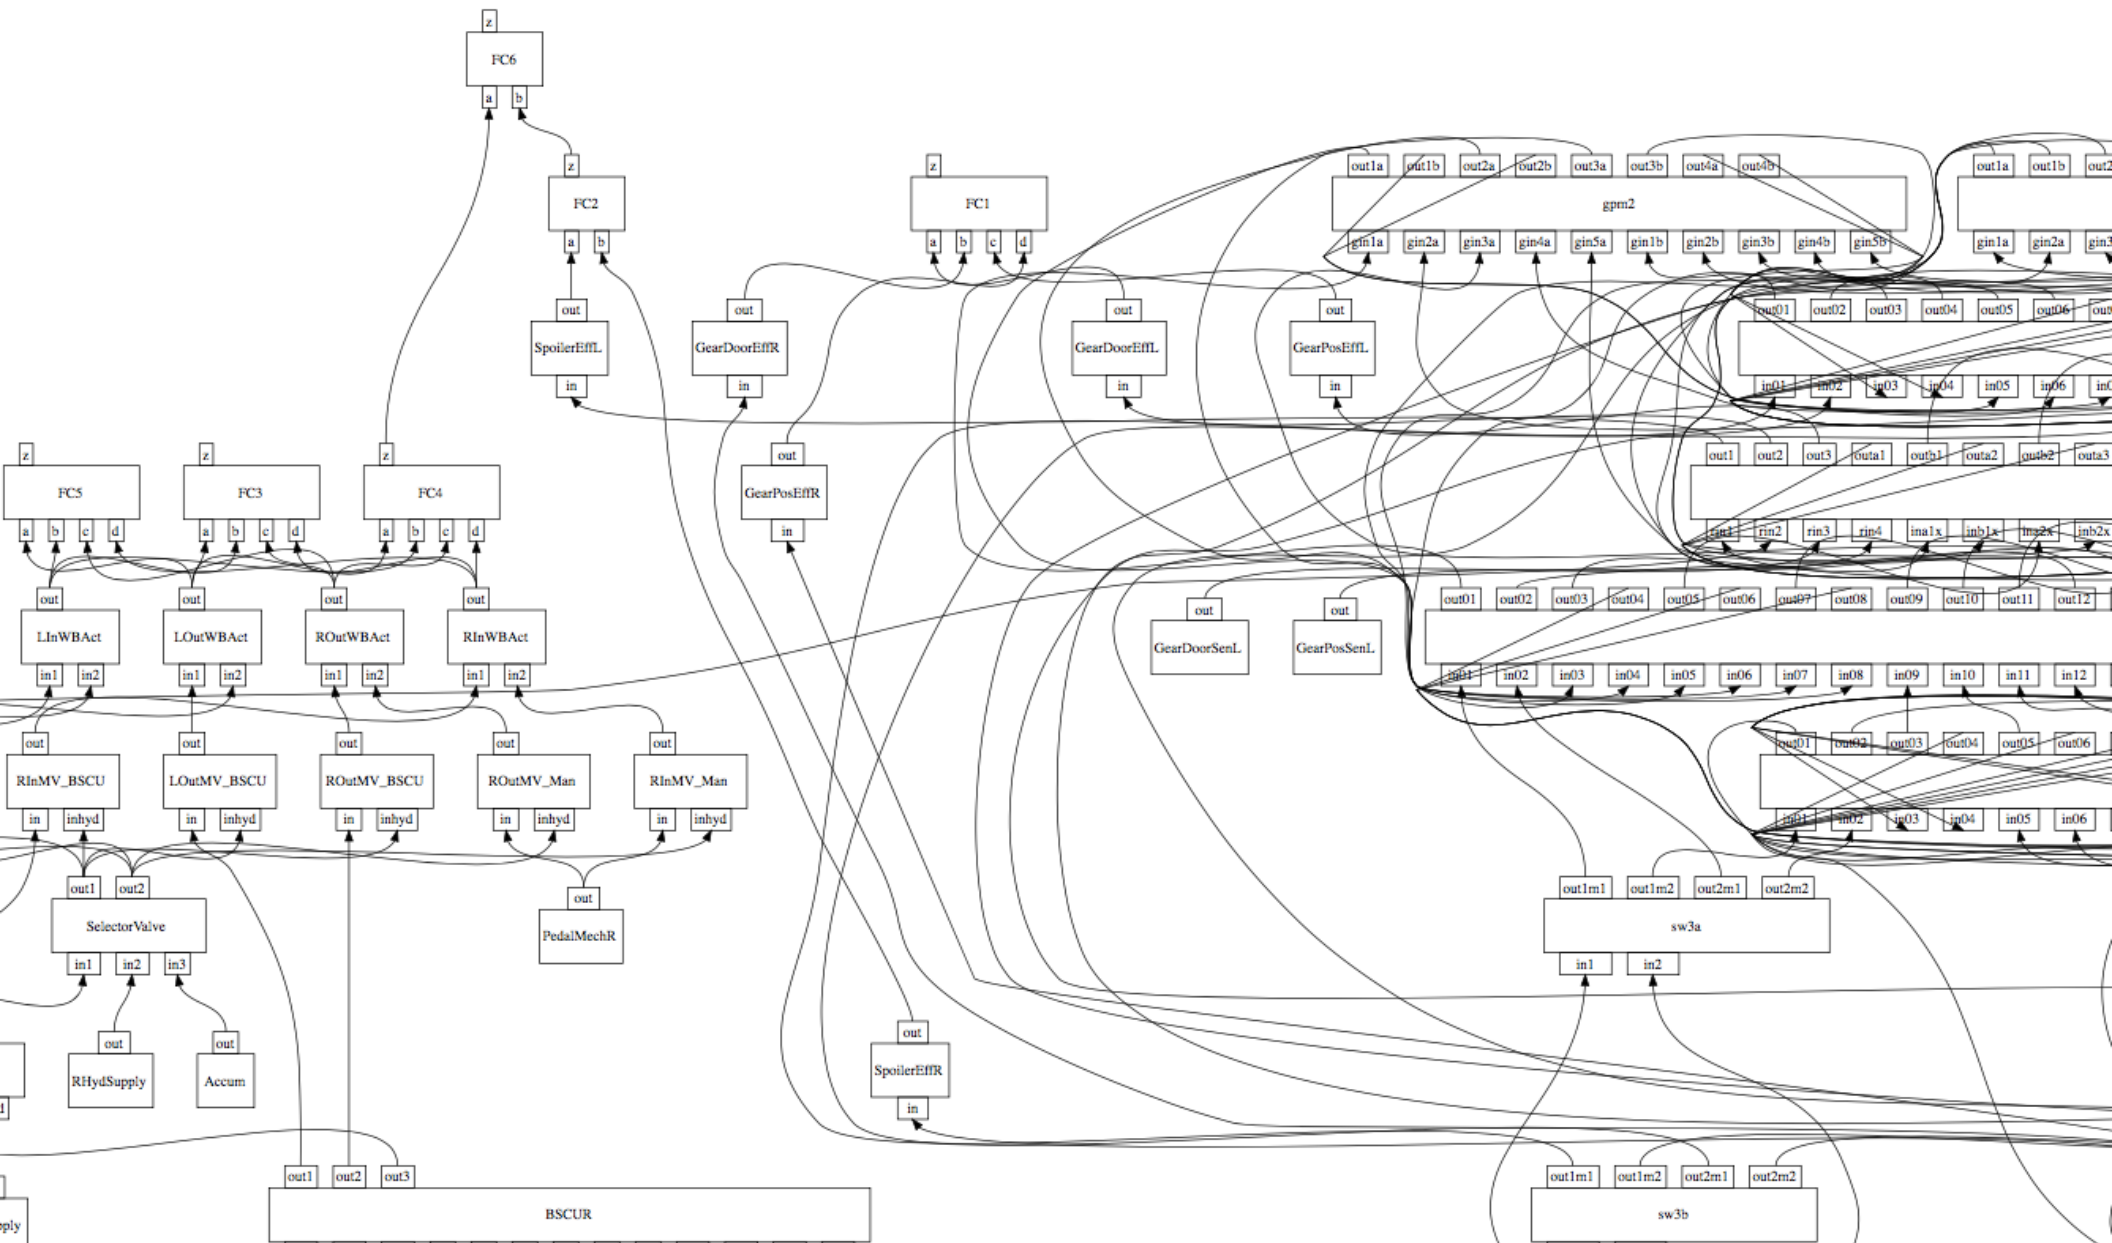 z
FC6
a b
z
FC2
a b
z
FC1
a b c d
out1a out1b out2a out2b out3a out3b out4a out4b
gpm2
gin1a gin2a gin3a gin4a gin5a gin1b gin2b gin3b gin4b gin5b
out1a out1b
gin1a gin2a
out
SpoilerEffL
in
out
GearDoorEffR
in
out
GearDoorEffL
in
out
GearPosEffL
in
out01 out02 out03 out04 out05 out06
in01 in02 in03 in04 in05 in06
z
FC5
a b c d
z
FC3
a b c d
z
FC4
a b c d
out
GearPosEffR
in
out1 out2 out3 outa1 outb1 outa2 outb2 outa3
rin1 rin2 rin3 rin4 ina1x inb1x ina2x inb2x
out
LInWBAct
in1 in2
out
LOutWBAct
in1 in2
out
ROutWBAct
in1 in2
out
RInWBAct
in1 in2
out
GearDoorSenL
out
GearPosSenL
out01 out02 out03 out04 out05 out06 out07 out08 out09 out10 out11 out12
in01 in02 in03 in04 in05 in06 in07 in08 in09 in10 in11 in12
out
RInMV_BSCU
in inhyd
out
LOutMV_BSCU
in inhyd
out
ROutMV_BSCU
in inhyd
out
ROutMV_Man
in inhyd
out
RInMV_Man
in inhyd
out01 out02 out03 out04 out05 out06
in01 in02 in03 in04 in05 in06
out1 out2
SelectorValve
in1 in2 in3
out
PedalMechR
out1m1 out1m2 out2m1 out2m2
sw3a
in1 in2
out
RHydSupply
out
Accum
out
SpoilerEffR
in
out1 out2 out3
BSCUR
out1m1 out1m2 out2m1 out2m2
sw3b